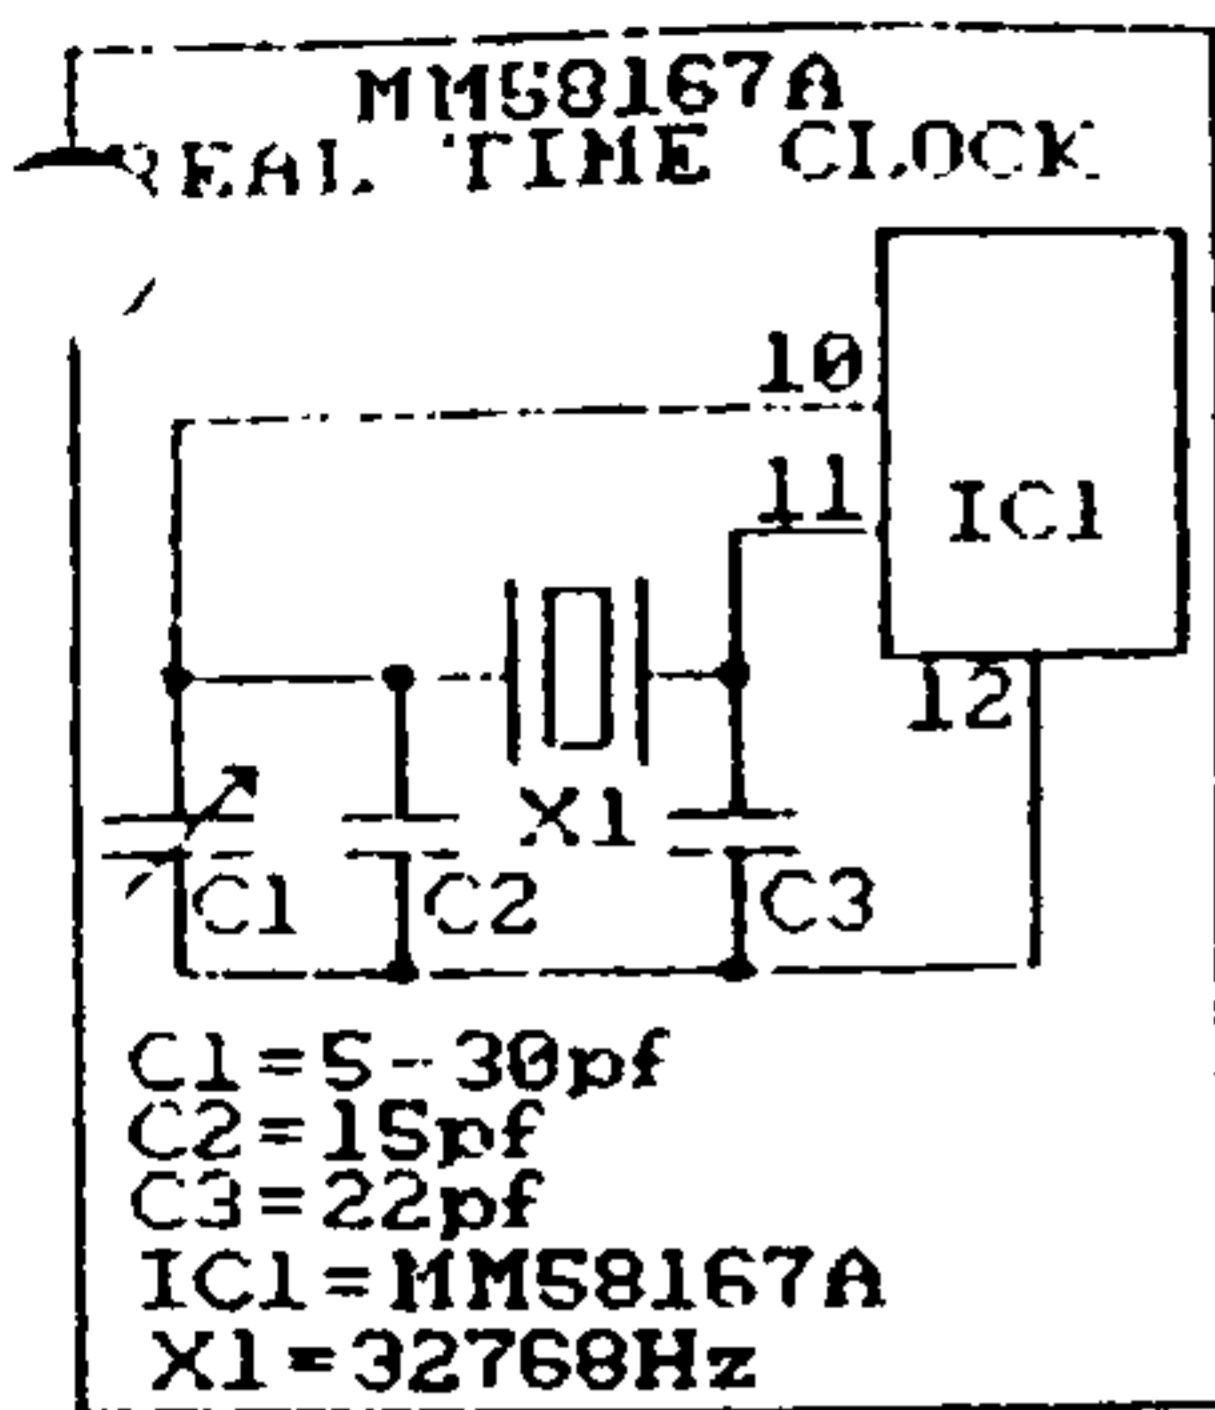 MM58167A
REAL TIME CLOCK
10
11
IC1
12
X1
C1
C2
C3
C1=5-30pf
C2=15pf
C3=22pf
IC1=MM58167A
X1=32768Hz